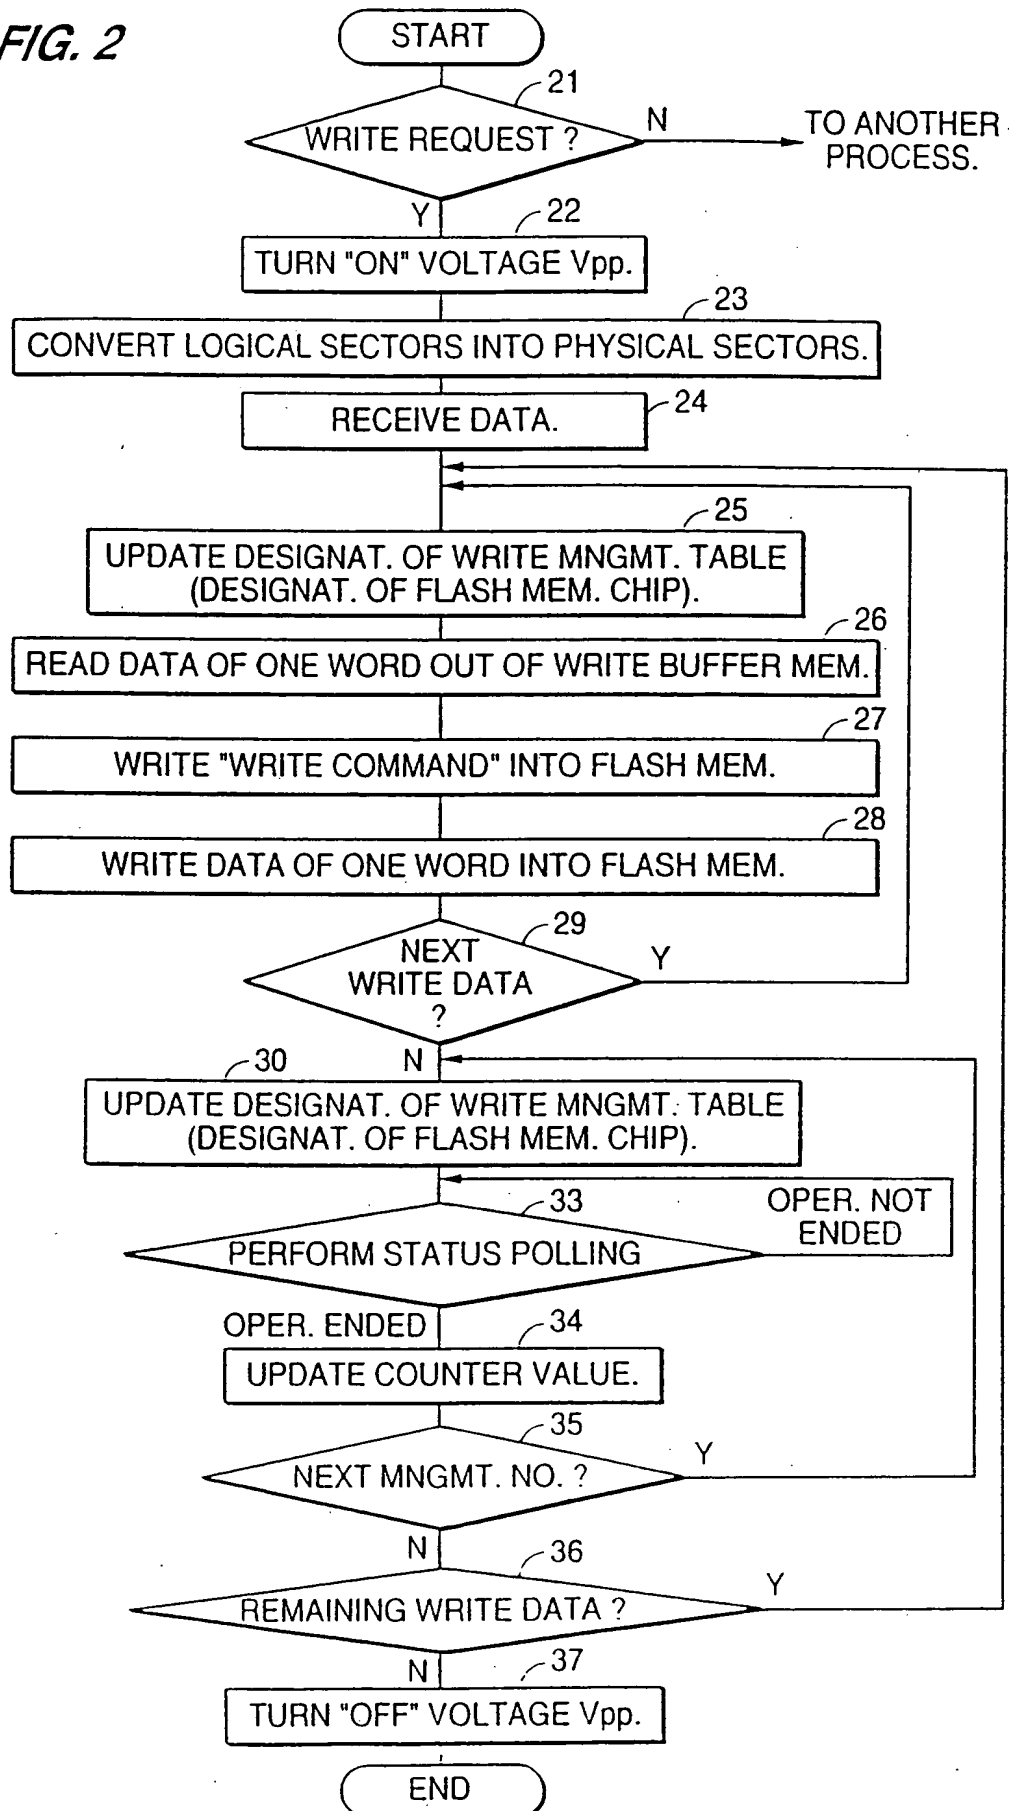 FIG. 2
START
21
WRITE REQUEST ?
N
TO ANOTHER
PROCESS.
Y
22
TURN "ON" VOLTAGE Vpp.
23
CONVERT LOGICAL SECTORS INTO PHYSICAL SECTORS.
24
RECEIVE DATA.
25
UPDATE DESIGNAT. OF WRITE MNGMT. TABLE
(DESIGNAT. OF FLASH MEM. CHIP).
26
READ DATA OF ONE WORD OUT OF WRITE BUFFER MEM.
27
WRITE "WRITE COMMAND" INTO FLASH MEM.
28
WRITE DATA OF ONE WORD INTO FLASH MEM.
29
NEXT
WRITE DATA
?
Y
N
30
UPDATE DESIGNAT. OF WRITE MNGMT. TABLE
(DESIGNAT. OF FLASH MEM. CHIP).
33
PERFORM STATUS POLLING
OPER. NOT
ENDED
OPER. ENDED
34
UPDATE COUNTER VALUE.
35
NEXT MNGMT. NO. ?
Y
N
36
REMAINING WRITE DATA ?
Y
N
37
TURN "OFF" VOLTAGE Vpp.
END